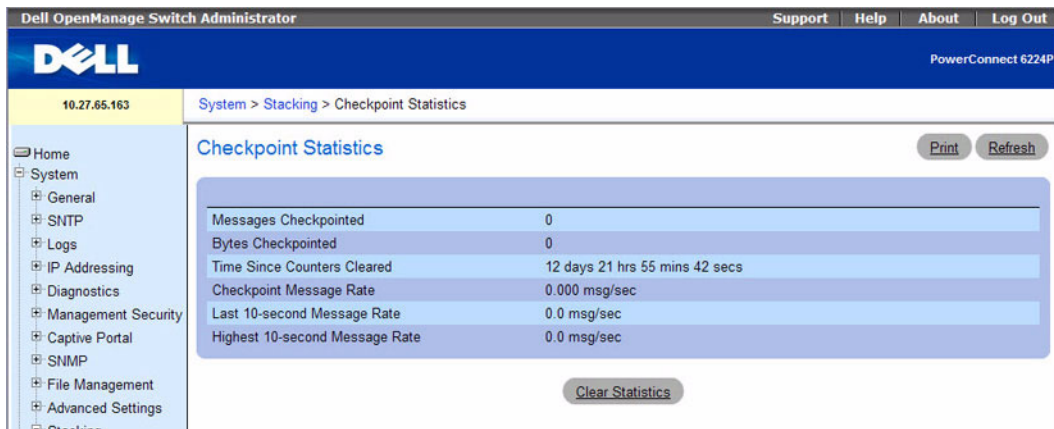 Dell OpenManage Switch Administrator
Support Help About Log Out
DELL
PowerConnect 6224P
10.27.65.163
System > Stacking > Checkpoint Statistics
Home
System
General
SNTP
Logs
IP Addressing
Diagnostics
Management Security
Captive Portal
SNMP
File Management
Advanced Settings
Stacking
Checkpoint Statistics
Print Refresh
Messages Checkpointed 0
Bytes Checkpointed 0
Time Since Counters Cleared 12 days 21 hrs 55 mins 42 secs
Checkpoint Message Rate 0.000 msg/sec
Last 10-second Message Rate 0.0 msg/sec
Highest 10-second Message Rate 0.0 msg/sec
Clear Statistics